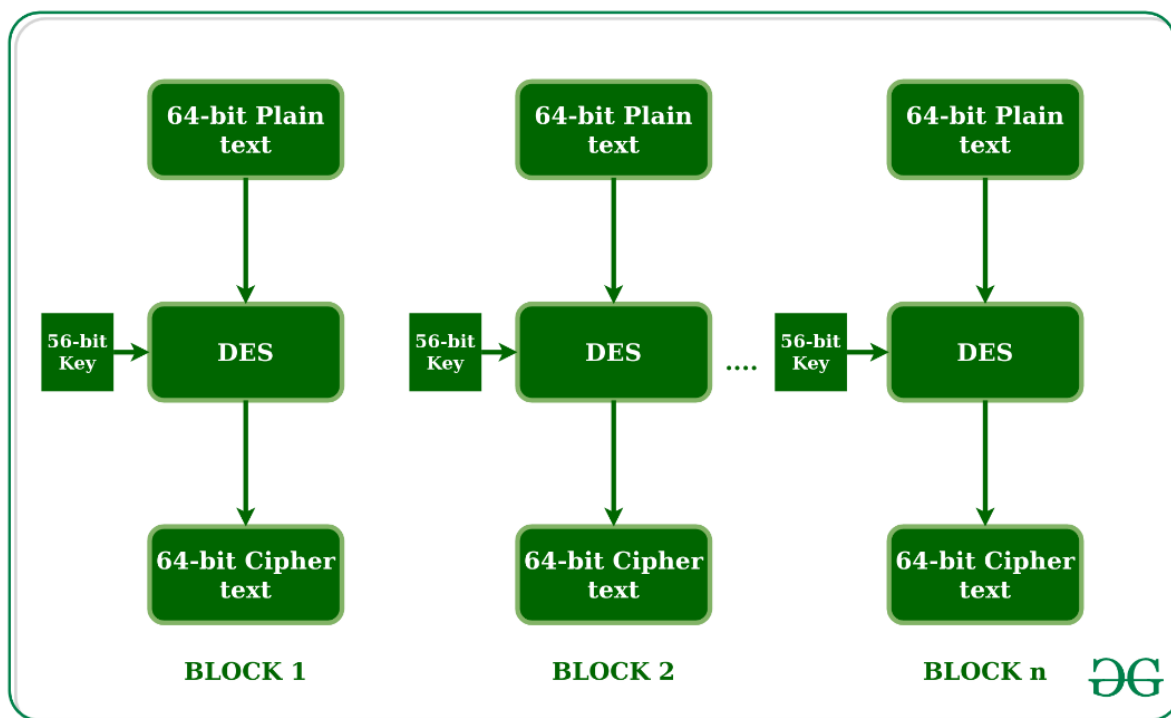 64-bit Plain
text
64-bit Plain
text
64-bit Plain
text
56-bit
Key
DES
56-bit
Key
DES
....
56-bit
Key
DES
64-bit Cipher
text
64-bit Cipher
text
64-bit Cipher
text
BLOCK 1
BLOCK 2
BLOCK n